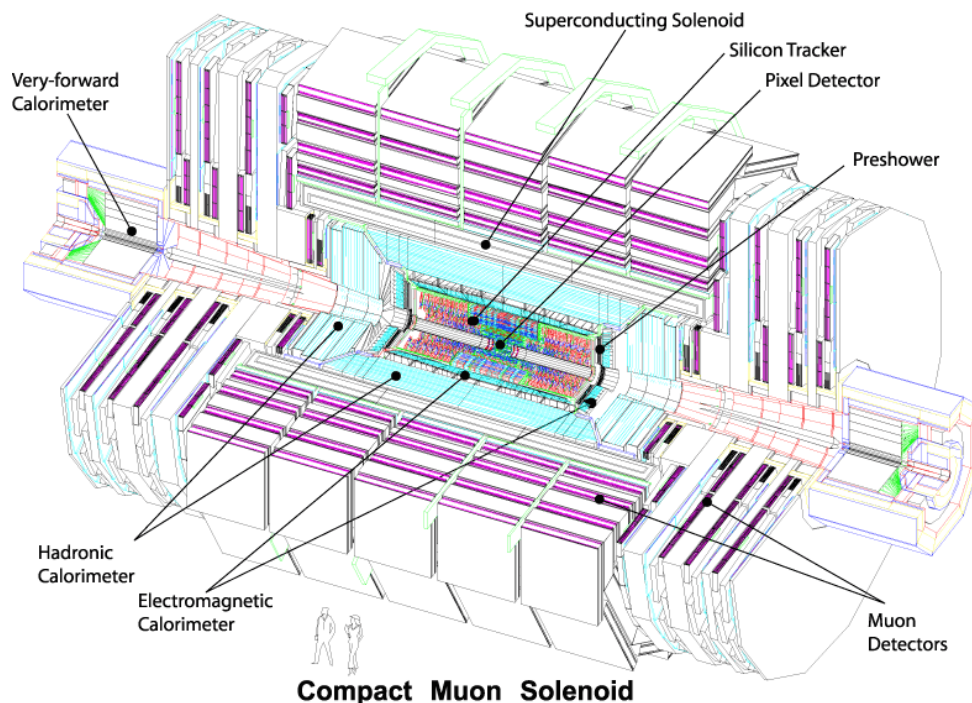 Superconducting Solenoid
Silicon Tracker
Pixel Detector
Very-forward
Calorimeter
Preshower
Hadronic
Calorimeter
Electromagnetic
Calorimeter
Muon
Detectors
Compact Muon Solenoid